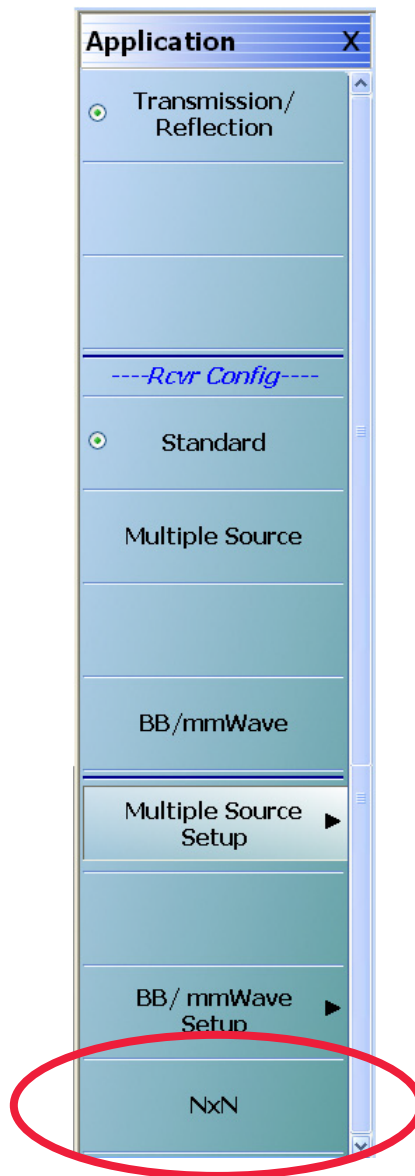 Application X
Transmission/
Reflection
----Rcvr Config----
Standard
Multiple Source
BB/mmWave
Multiple Source
Setup
BB/ mmWave
Setup
NxN